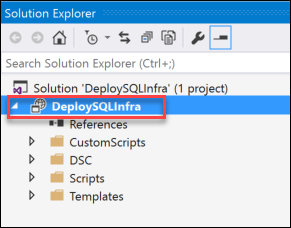 Solution Explorer
Search Solution Explorer (Ctrl+;)
Solution 'DeploySQLInfra' (1 project)
DeploySQLInfra
References
CustomScripts
DSC
Scripts
Templates